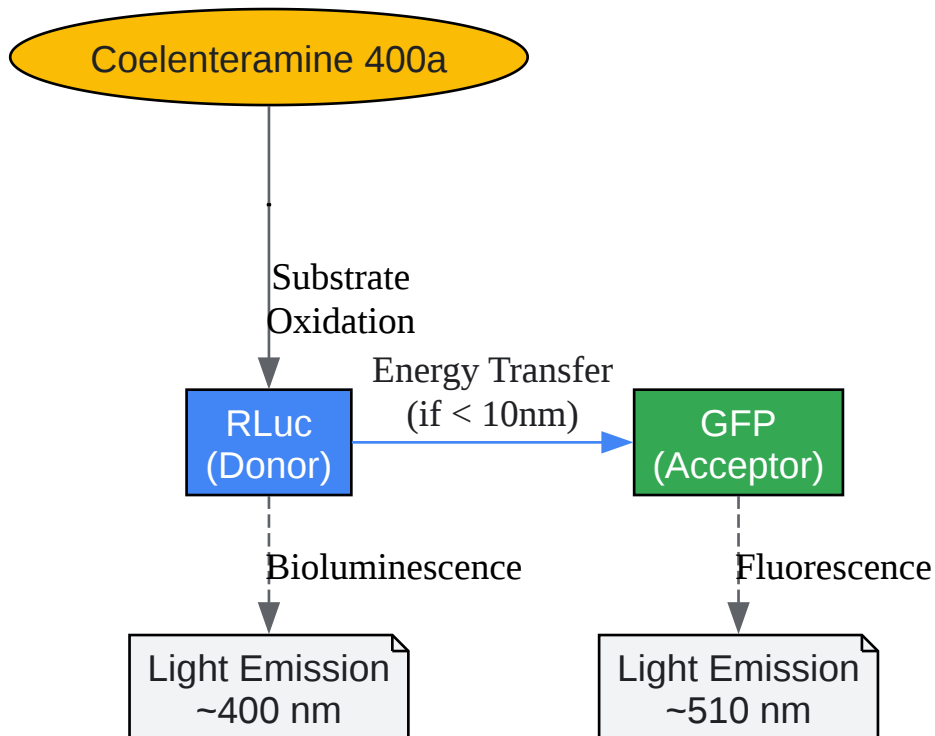 Coelenteramine 400a
Substrate
Oxidation
Energy Transfer
(if < 10nm)
RLuc
(Donor)
GFP
(Acceptor)
Bioluminescence
Fluorescence
Light Emission
~400 nm
Light Emission
~510 nm